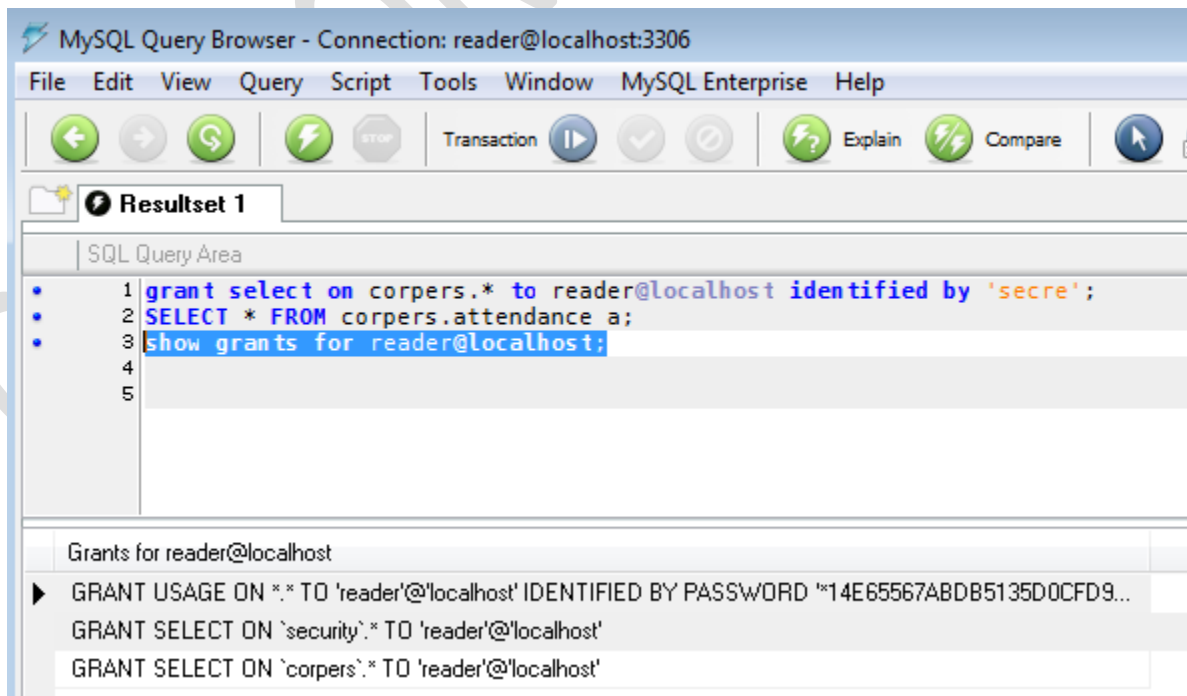 MySQL Query Browser - Connection: reader@localhost:3306
File Edit View Query Script Tools Window MySQL Enterprise Help
STOP Transaction Explain Compare
Resultset 1
SQL Query Area
1 grant select on corpers.* to reader@localhost identified by 'secre';
2 SELECT * FROM corpers.attendance a;
3 show grants for reader@localhost;
4
5
Grants for reader@localhost
GRANT USAGE ON *.* TO 'reader'@'localhost' IDENTIFIED BY PASSWORD '*14E65567ABDB5135D0CFD9...
GRANT SELECT ON `security`.* TO 'reader'@'localhost'
GRANT SELECT ON `corpers`.* TO 'reader'@'localhost'